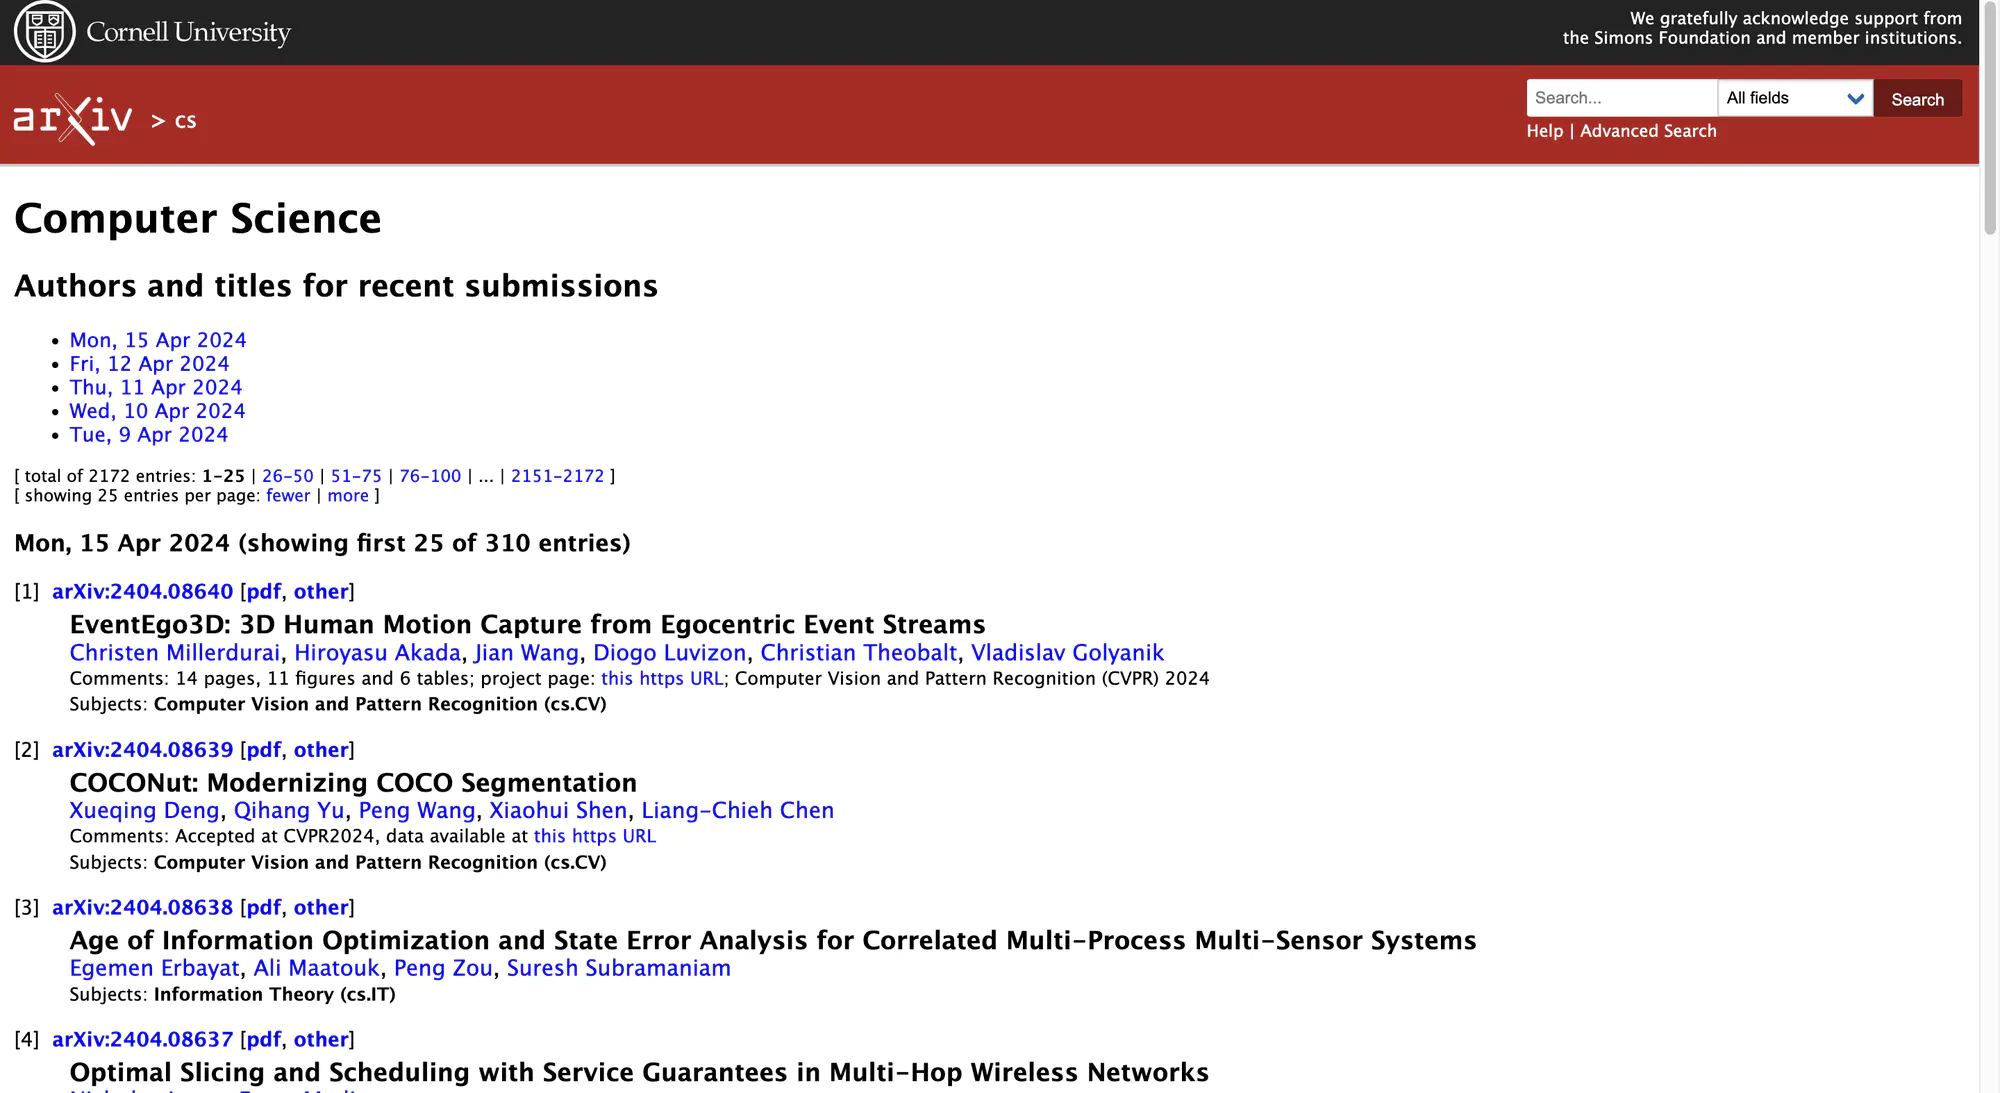 Cornell University
We gratefully acknowledge support from
the Simons Foundation and member institutions.
arXiv > cs
Search... All fields Search
Help | Advanced Search
Computer Science
Authors and titles for recent submissions
• Mon, 15 Apr 2024
• Fri, 12 Apr 2024
• Thu, 11 Apr 2024
• Wed, 10 Apr 2024
• Tue, 9 Apr 2024
[ total of 2172 entries: 1-25 | 26-50 | 51-75 | 76-100 | ... | 2151-2172 ]
[ showing 25 entries per page: fewer | more ]
Mon, 15 Apr 2024 (showing first 25 of 310 entries)
[1] arXiv:2404.08640 [pdf, other]
EventEgo3D: 3D Human Motion Capture from Egocentric Event Streams
Christen Millerdurai, Hiroyasu Akada, Jian Wang, Diogo Luvizon, Christian Theobalt, Vladislav Golyanik
Comments: 14 pages, 11 figures and 6 tables; project page: this https URL; Computer Vision and Pattern Recognition (CVPR) 2024
Subjects: Computer Vision and Pattern Recognition (cs.CV)
[2] arXiv:2404.08639 [pdf, other]
COCONut: Modernizing COCO Segmentation
Xueqing Deng, Qihang Yu, Peng Wang, Xiaohui Shen, Liang-Chieh Chen
Comments: Accepted at CVPR2024, data available at this https URL
Subjects: Computer Vision and Pattern Recognition (cs.CV)
[3] arXiv:2404.08638 [pdf, other]
Age of Information Optimization and State Error Analysis for Correlated Multi-Process Multi-Sensor Systems
Egemen Erbayat, Ali Maatouk, Peng Zou, Suresh Subramaniam
Subjects: Information Theory (cs.IT)
[4] arXiv:2404.08637 [pdf, other]
Optimal Slicing and Scheduling with Service Guarantees in Multi-Hop Wireless Networks